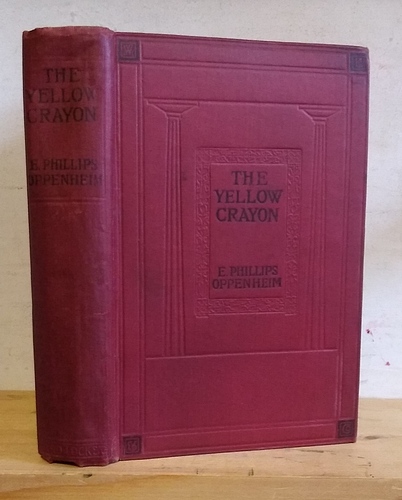 THE
YELLOW
CRAYON
E. PHILLIPS
OPPENHEIM
THE
YELLOW
CRAYON
E PHILLIPS
OPPENHEIM